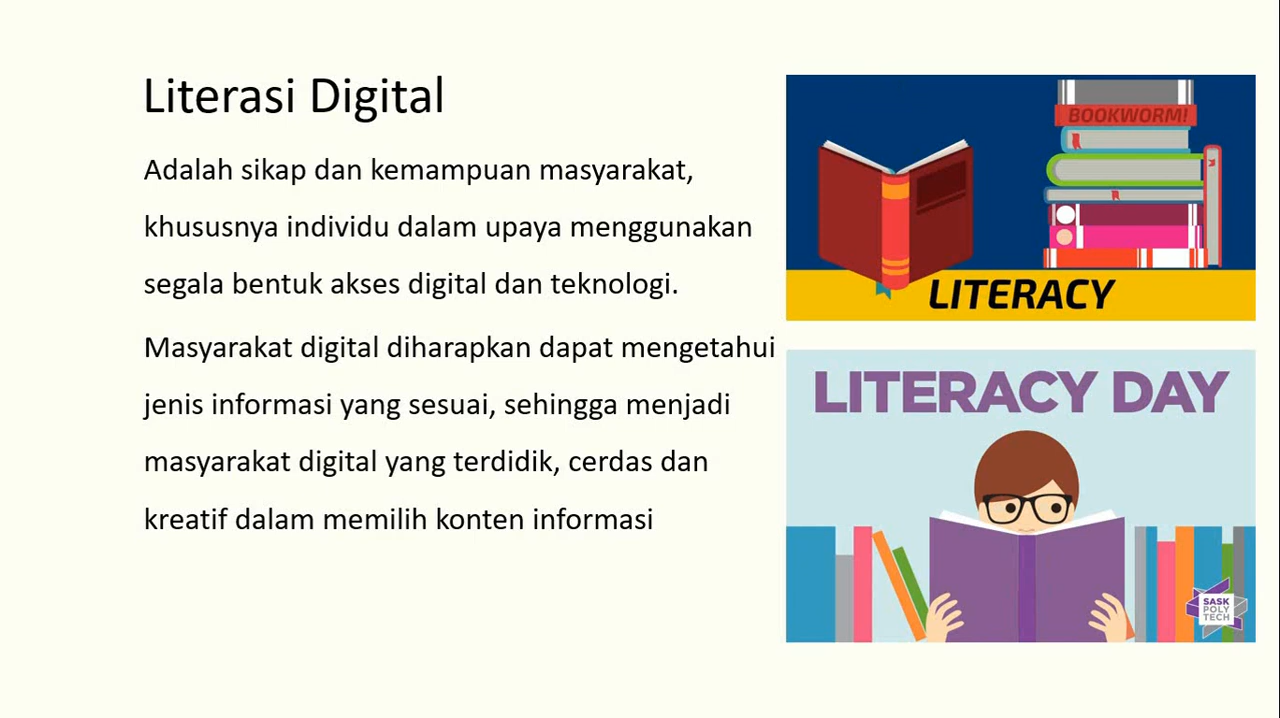 Literasi Digital
Adalah sikap dan kemampuan masyarakat,
khususnya individu dalam upaya menggunakan
segala bentuk akses digital dan teknologi.
Masyarakat digital diharapkan dapat mengetahui
jenis informasi yang sesuai, sehingga menjadi
masyarakat digital yang terdidik, cerdas dan
kreatif dalam memilih konten informasi
BOOKWORM!
LITERACY
LITERACY DAY
SASK
POLY
TECH